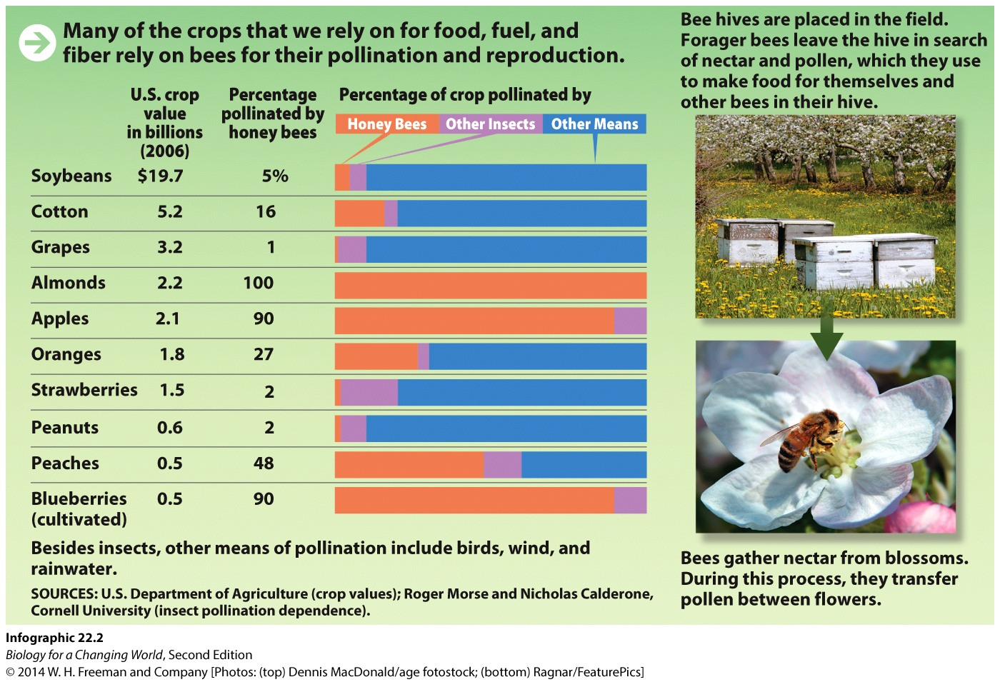 Many of the crops that we rely on for food, fuel, and
fiber rely on bees for their pollination and reproduction.
U.S. crop
value
in billions
(2006)
Percentage
pollinated by
honey bees
Percentage of crop pollinated by
Honey Bees Other Insects Other Means
Soybeans $19.7 5%
Cotton 5.2 16
Grapes 3.2 1
Almonds 2.2 100
Apples 2.1 90
Oranges 1.8 27
Strawberries 1.5 2
Peanuts 0.6 2
Peaches 0.5 48
Blueberries 0.5 90
(cultivated)
Besides insects, other means of pollination include birds, wind, and
rainwater.
SOURCES: U.S. Department of Agriculture (crop values); Roger Morse and Nicholas Calderone,
Cornell University (insect pollination dependence).
Bee hives are placed in the field.
Forager bees leave the hive in search
of nectar and pollen, which they use
to make food for themselves and
other bees in their hive.
Bees gather nectar from blossoms.
During this process, they transfer
pollen between flowers.
Infographic 22.2
Biology for a Changing World, Second Edition
© 2014 W. H. Freeman and Company [Photos: (top) Dennis MacDonald/age fotostock; (bottom) Ragnar/FeaturePics]